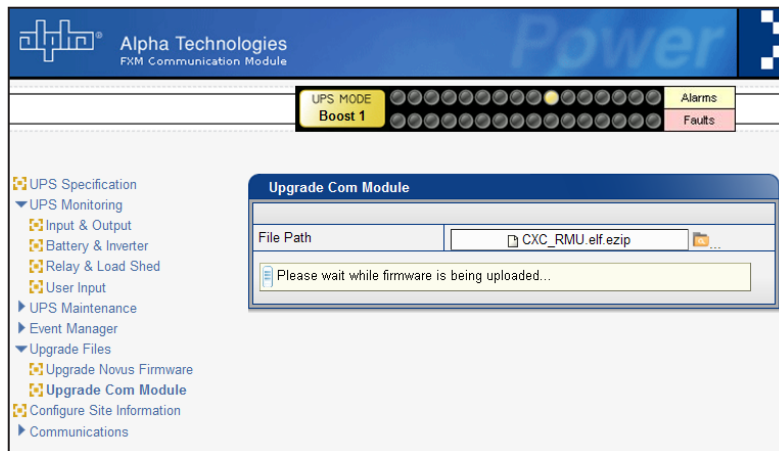 alpha®
Alpha Technologies
FXM Communication Module
Power
UPS MODE
Boost 1
Alarms
Faults
UPS Specification
UPS Monitoring
Input & Output
Battery & Inverter
Relay & Load Shed
User Input
UPS Maintenance
Event Manager
Upgrade Files
Upgrade Novus Firmware
Upgrade Com Module
Configure Site Information
Communications
Upgrade Com Module
File Path
CXC_RMU.elf.ezip
...
Please wait while firmware is being uploaded...